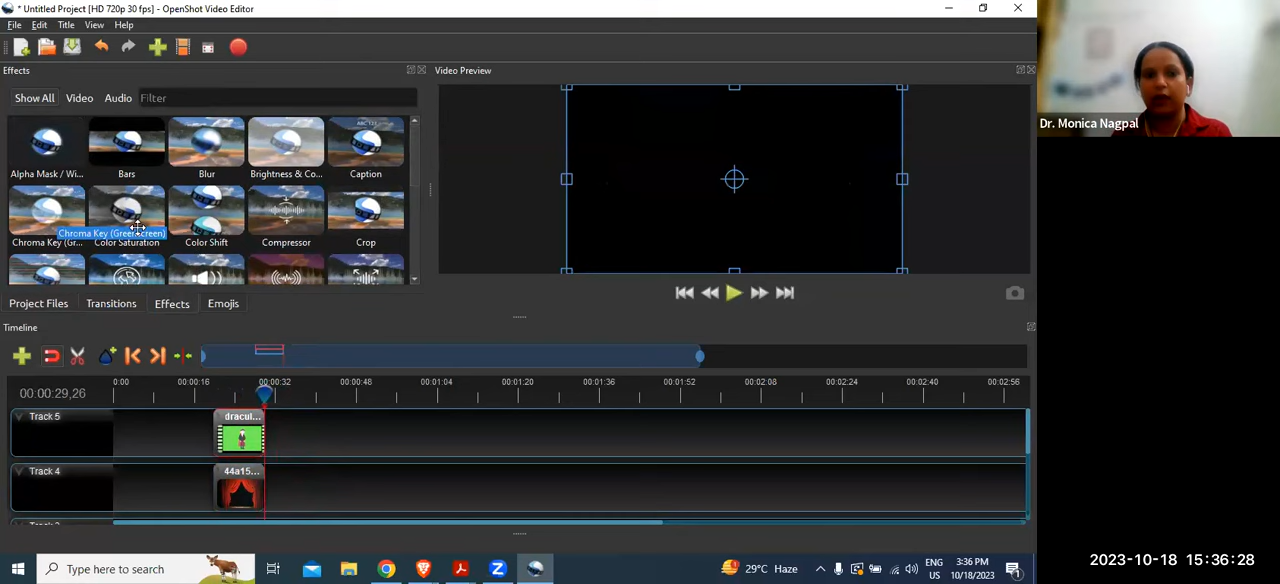 * Untitled Project [HD 720p 30 fps] - OpenShot Video Editor
File Edit Title View Help
Effects
Video Preview
Show All Video Audio Filter
Dr. Monica Nagpal
Alpha Mask / Wi... Bars Blur Brightness & Co... Caption
Chroma Key (Greenscreen)
Chroma Key (Gr... Color Saturation Color Shift Compressor Crop
Project Files Transitions Effects Emojis
Timeline
00:00:29,26
0:00 00:00:16 00:00:32 00:00:48 00:01:04 00:01:20 00:01:36 00:01:52 00:02:08 00:02:24 00:02:40 00:02:56
Track 5 dracul...
Track 4 44a15...
Type here to search
29°C Haze
ENG
US
3:36 PM
10/18/2023
2023-10-18 15:36:28